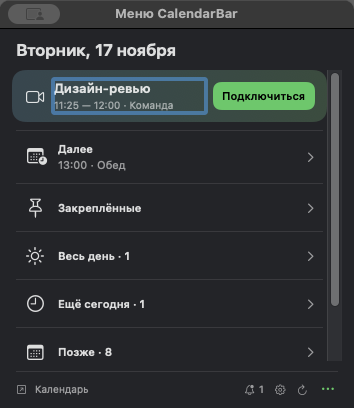 Меню CalendarBar
Вторник, 17 ноября
Дизайн-ревью
11:25 — 12:00 · Команда
Подключиться
Далее
13:00 · Обед
Закреплённые
Весь день · 1
Ещё сегодня · 1
Позже · 8
Календарь
1